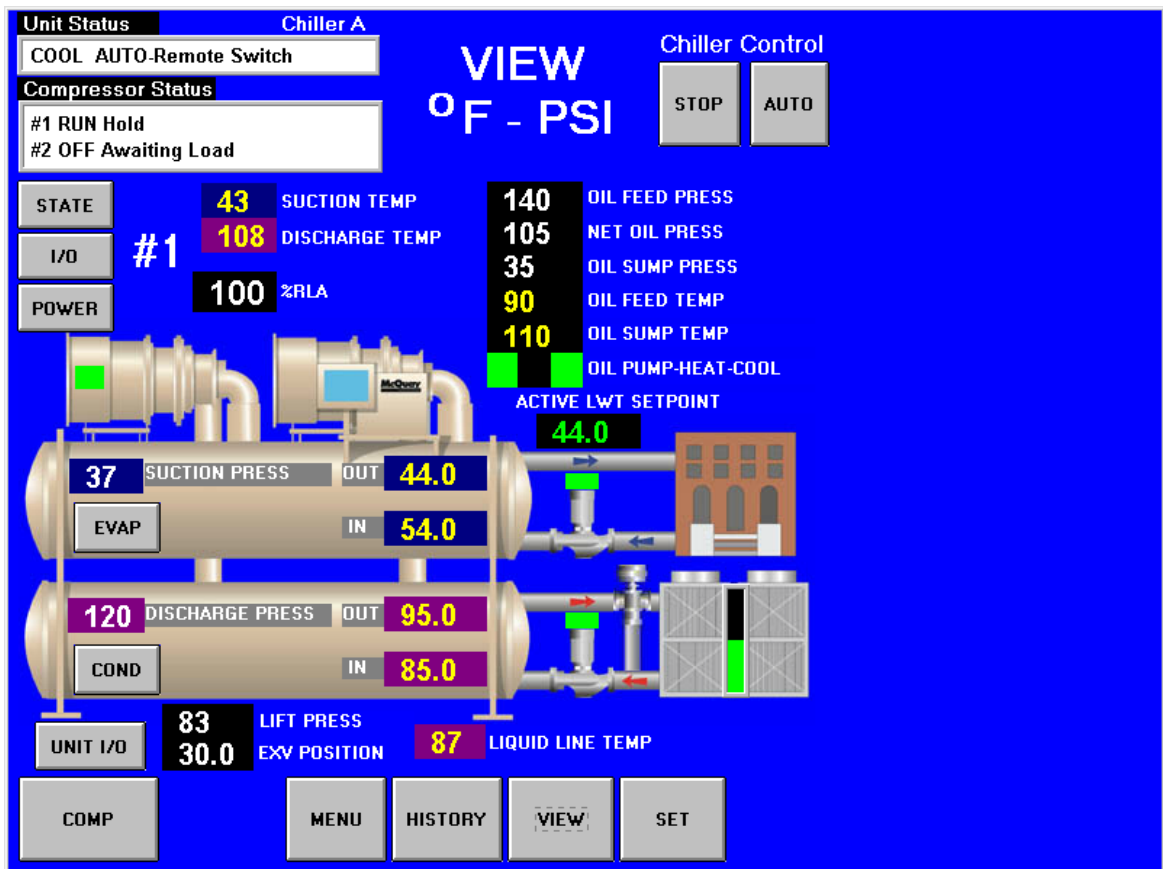 Unit Status Chiller A
COOL AUTO-Remote Switch
Compressor Status
#1 RUN Hold
#2 OFF Awaiting Load
VIEW
ºF - PSI
Chiller Control
STOP AUTO
STATE
I/O
POWER
#1
43 SUCTION TEMP
108 DISCHARGE TEMP
100 %RLA
140 OIL FEED PRESS
105 NET OIL PRESS
35 OIL SUMP PRESS
90 OIL FEED TEMP
110 OIL SUMP TEMP
OIL PUMP-HEAT-COOL
ACTIVE LWT SETPOINT
44.0
McQuay
37 SUCTION PRESS OUT 44.0
EVAP IN 54.0
120 DISCHARGE PRESS OUT 95.0
COND IN 85.0
UNIT I/O
83 LIFT PRESS
30.0 EXV POSITION
87 LIQUID LINE TEMP
COMP MENU HISTORY VIEW SET